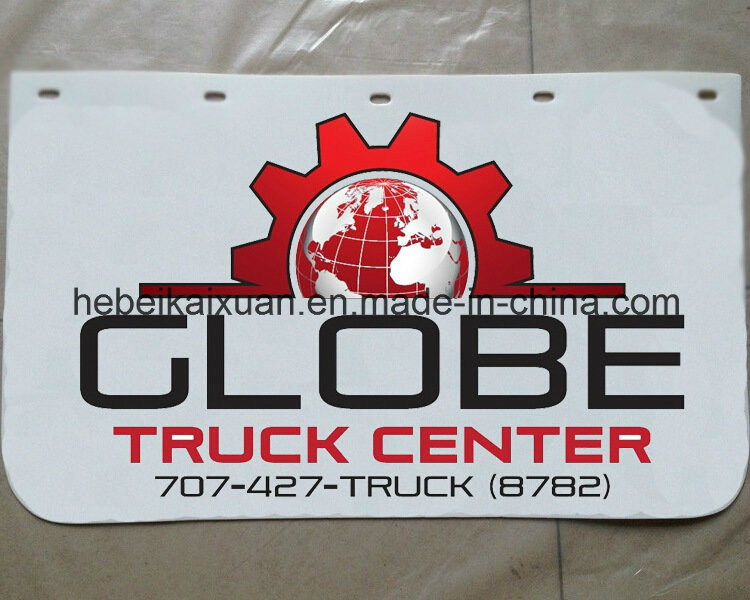 hebeikaixuan.en.made-in-china.com
GLOBE
TRUCK CENTER
707-427-TRUCK (8782)